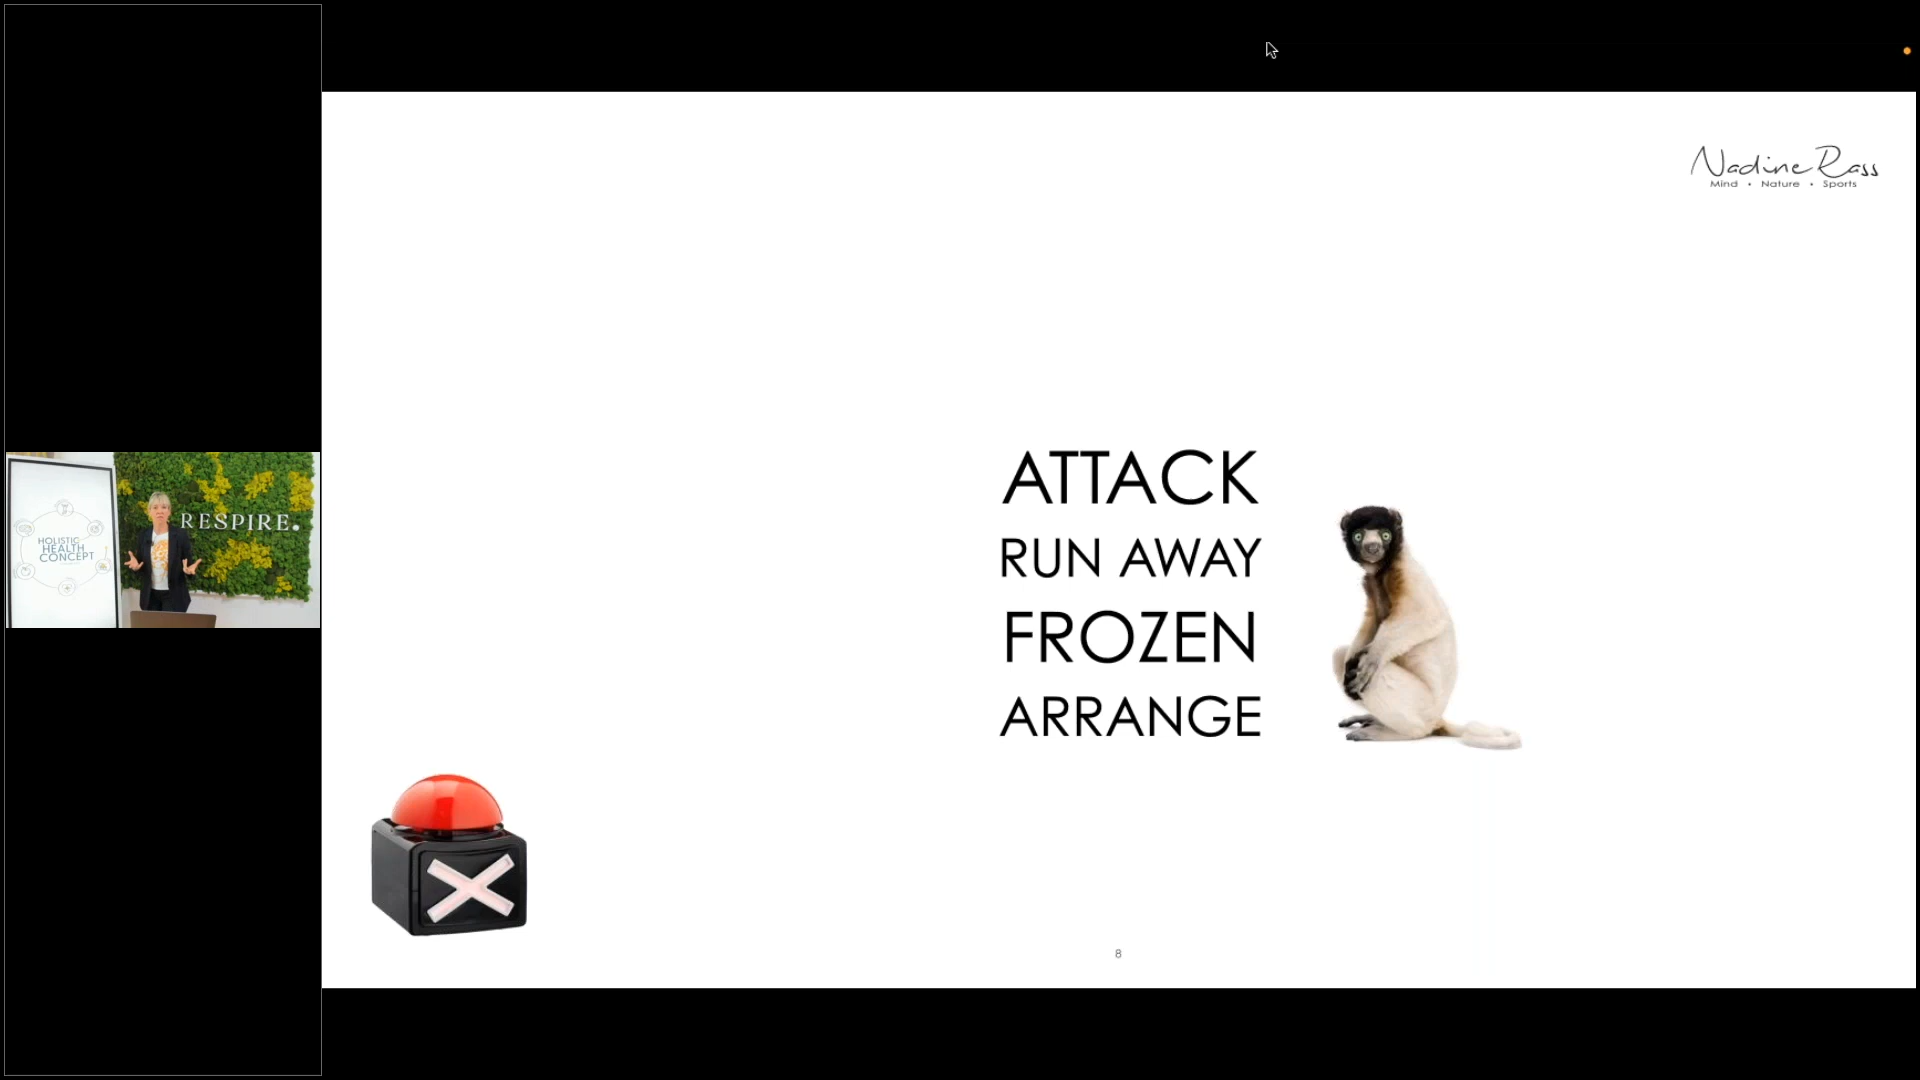 Nadine Rass
Mind • Nature • Sports
ATTACK
RUN AWAY
FROZEN
ARRANGE
8
HOLISTIC
HEALTH
CONCEPT
RESPIRE.